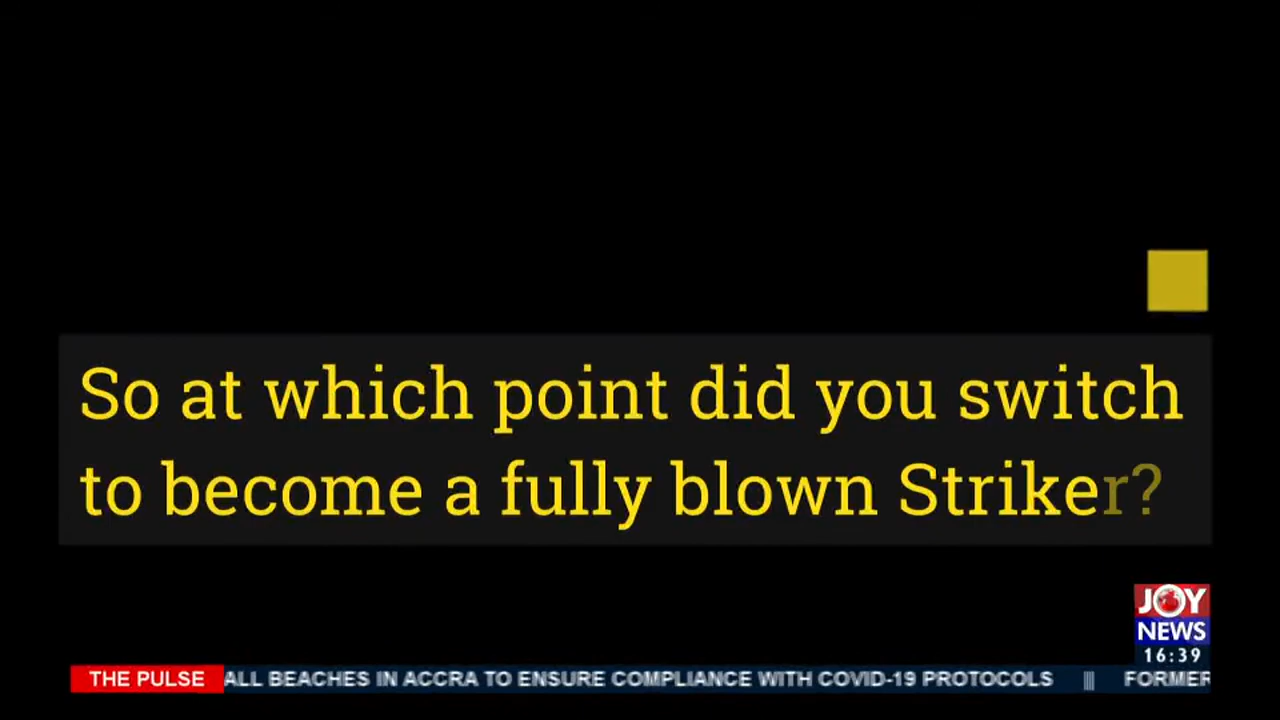 So at which point did you switch
to become a fully blown Striker?
JOY
NEWS
16:39
THE PULSE ALL BEACHES IN ACCRA TO ENSURE COMPLIANCE WITH COVID-19 PROTOCOLS ||| FORMER